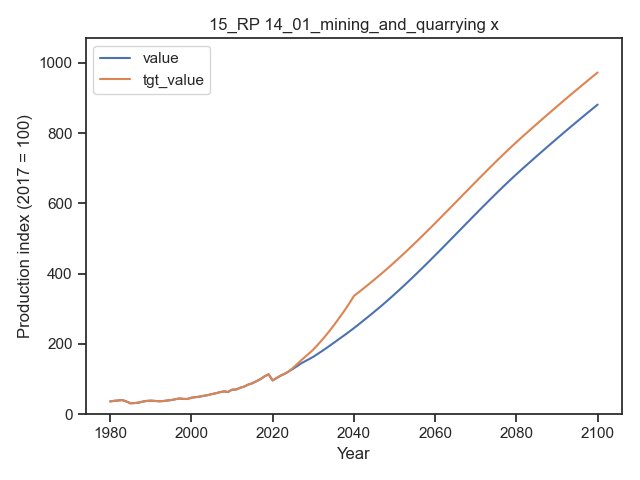 15_RP 14_01_mining_and_quarrying x
value
tgt_value
Production index (2017 = 100)
1000
800
600
400
200
0
1980 2000 2020 2040 2060 2080 2100
Year